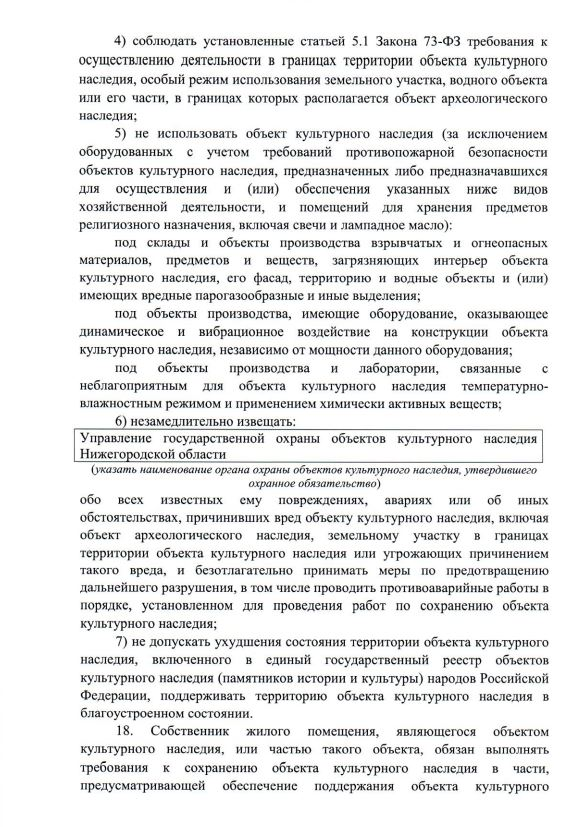 4) соблюдать установленные статьей 5.1 Закона 73-ФЗ требования к
осуществлению деятельности в границах территории объекта культурного
наследия, особый режим использования земельного участка, водного объекта
или его части, в границах которых располагается объект археологического
наследия;
5) не использовать объект культурного наследия (за исключением
оборудованных с учетом требований противопожарной безопасности
объектов культурного наследия, предназначенных либо предназначавшихся
для осуществления и (или) обеспечения указанных ниже видов
хозяйственной деятельности, и помещений для хранения предметов
религиозного назначения, включая свечи и лампадное масло):
под склады и объекты производства взрывчатых и огнеопасных
материалов, предметов и веществ, загрязняющих интерьер объекта
культурного наследия, его фасад, территорию и водные объекты и (или)
имеющих вредные парогазообразные и иные выделения;
под объекты производства, имеющие оборудование, оказывающее
динамическое и вибрационное воздействие на конструкции объекта
культурного наследия, независимо от мощности данного оборудования;
под объекты производства и лаборатории, связанные с
неблагоприятным для объекта культурного наследия температурно-
влажностным режимом и применением химически активных веществ;
6) незамедлительно извещать:
Управление государственной охраны объектов культурного наследия
Нижегородской области
(указать наименование органа охраны объектов культурного наследия, утвердившего
охранное обязательство)
обо всех известных ему повреждениях, авариях или об иных
обстоятельствах, причинивших вред объекту культурного наследия, включая
объект археологического наследия, земельному участку в границах
территории объекта культурного наследия или угрожающих причинением
такого вреда, и безотлагательно принимать меры по предотвращению
дальнейшего разрушения, в том числе проводить противоаварийные работы в
порядке, установленном для проведения работ по сохранению объекта
культурного наследия;
7) не допускать ухудшения состояния территории объекта культурного
наследия, включенного в единый государственный реестр объектов
культурного наследия (памятников истории и культуры) народов Российской
Федерации, поддерживать территорию объекта культурного наследия в
благоустроенном состоянии.
18. Собственник жилого помещения, являющегося объектом
культурного наследия, или частью такого объекта, обязан выполнять
требования к сохранению объекта культурного наследия в части,
предусматривающей обеспечение поддержания объекта культурного